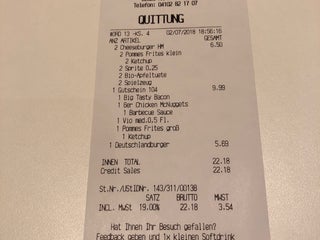 Telefon: 04102 82 17 07
QUITTUNG
#ORD 13 -KS. 4 02/07/2018 18:56:16
ANZ ARTIKEL GESAMT
2 Cheeseburger HM 6.50
2 Pommes Frites klein
2 Ketchup
2 Sprite 0.25
2 Bio-Apfeltuete
2 Spielzeug
1 Gutschein 104 9.99
1 Big Tasty Bacon
1 6er Chicken McNuggets
1 Barbecue Sauce
1 Vio med.0,5 Fl.
1 Pommes Frites groß
1 Ketchup
1 Deutschlandburger 5.69
INNEN TOTAL 22.18
Credit Sales 22.18
St.Nr./UStIDNr. 143/311/00138
SATZ BRUTTO MWST
INCL. MwSt 19.00% 22.18 3.54
Hat Ihnen Ihr Besuch gefallen?
Feedback geben und 1x kleinen Softdrink